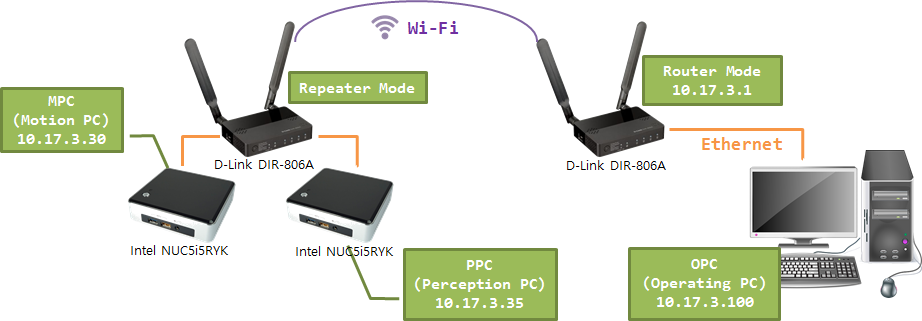 Wi-Fi
Repeater Mode
Router Mode
10.17.3.1
MPC
(Motion PC)
10.17.3.30
D-Link DIR-806A
D-Link DIR-806A
Ethernet
Intel NUC5i5RYK
Intel NUC5i5RYK
PPC
(Perception PC)
10.17.3.35
OPC
(Operating PC)
10.17.3.100